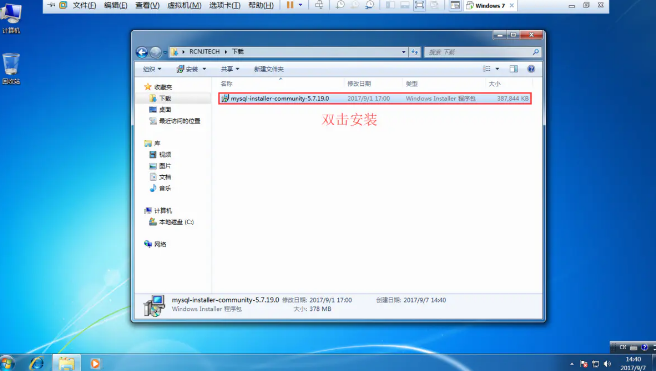 文件(F) 编辑(E) 查看(V) 虚拟机(M) 选项卡(T) 帮助(H) Windows 7
计算机
回收站
RCNJTECH 下载 搜索 下载
组织 安装 共享 新建文件夹
名称 修改日期 类型 大小
收藏夹
下载 mysql-installer-community-5.7.19.0 2017/9/1 17:00 Windows Installer 程序包 387,844 KB
桌面
最近访问的位置
双击安装
库
视频
图片
文档
音乐
计算机
本地磁盘 (C:)
网络
mysql-installer-community-5.7.19.0 修改日期: 2017/9/1 17:00 创建日期: 2017/9/7 14:40
Windows Installer 程序包 大小: 378 MB
14:40
2017/9/7